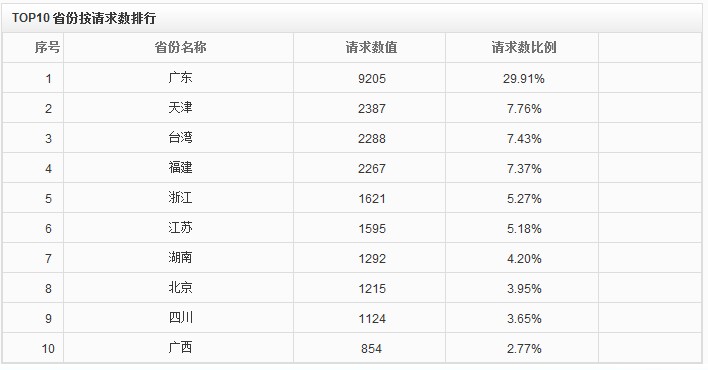 TOP10 省份按请求数排行
序号 省份名称 请求数值 请求数比例
1 广东 9205 29.91%
2 天津 2387 7.76%
3 台湾 2288 7.43%
4 福建 2267 7.37%
5 浙江 1621 5.27%
6 江苏 1595 5.18%
7 湖南 1292 4.20%
8 北京 1215 3.95%
9 四川 1124 3.65%
10 广西 854 2.77%